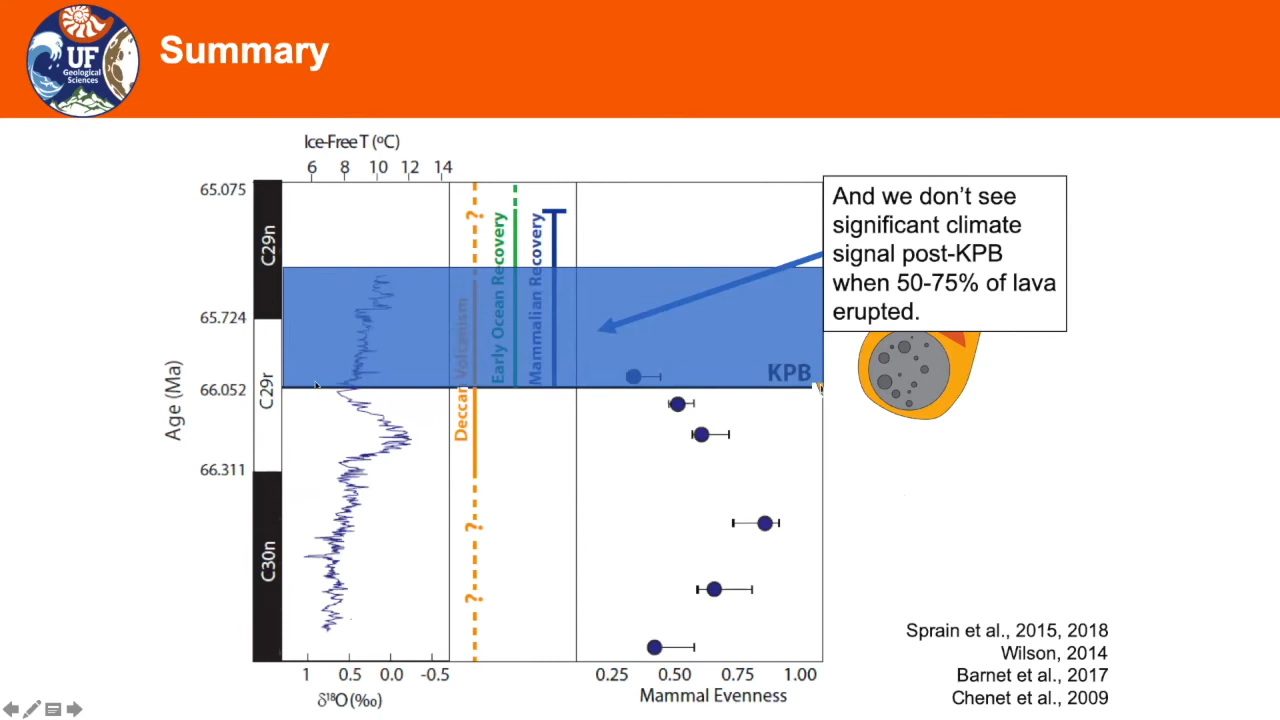 UF
Geological
Sciences
Summary
Ice-Free T (ºC)
6 8 10 12 14
65.075
65.724
66.052
66.311
Age (Ma)
C29n
C29r
C30n
?
Deccan Volcanism
?
?
Early Ocean Recovery
Mammalian Recovery
KPB
And we don’t see
significant climate
signal post-KPB
when 50-75% of lava
erupted.
1 0.5 0.0 -0.5
δ¹⁸O (‰)
0.25 0.50 0.75 1.00
Mammal Evenness
Sprain et al., 2015, 2018
Wilson, 2014
Barnet et al., 2017
Chenet et al., 2009